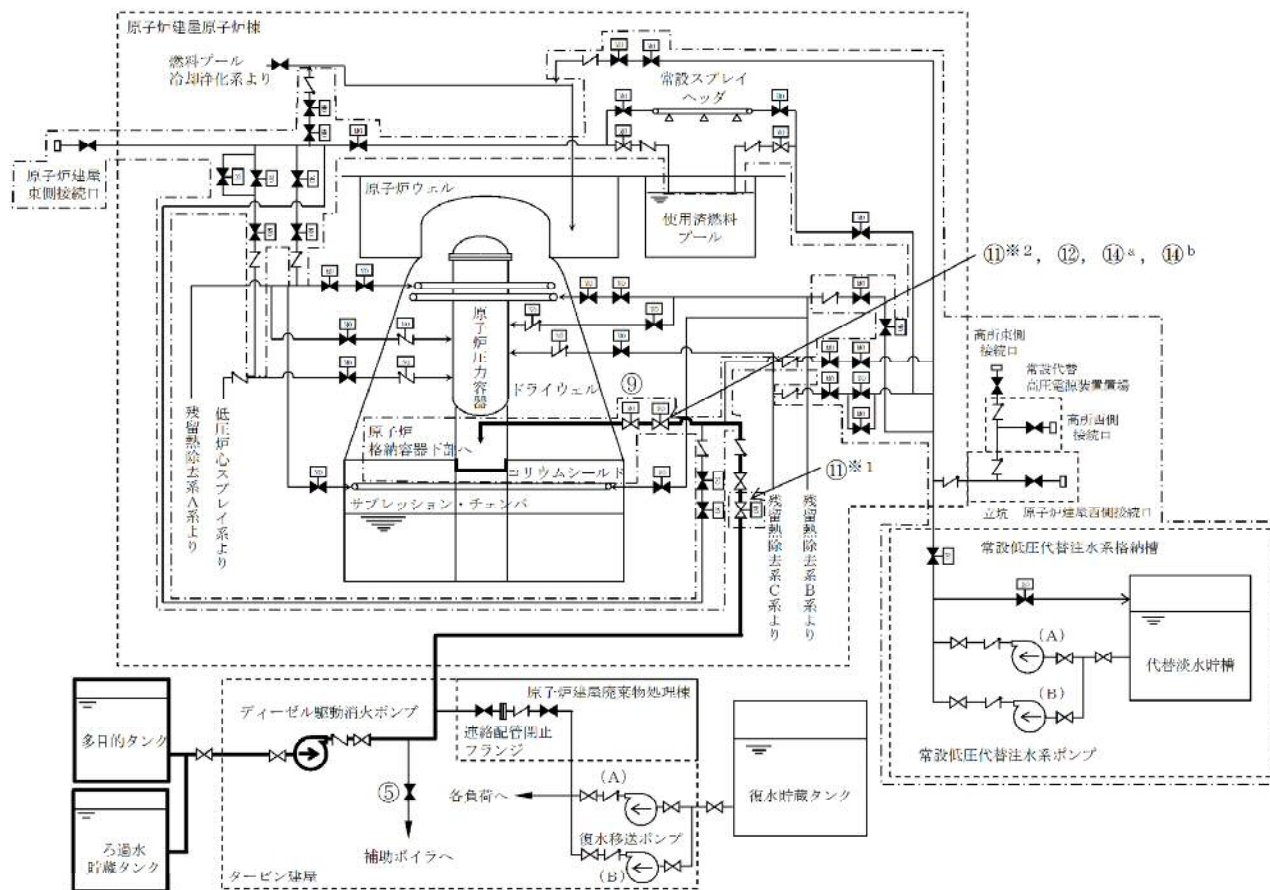 原子炉建屋原子炉棟
燃料プール
冷却浄化系より
常設スプレイ
ヘッダ
原子炉建屋
東側接続口
原子炉ウェル
使用済燃料
プール
⑪※2, ⑫, ⑭a, ⑭b
原子炉圧力容器
高所東側
接続口
常設代替
高圧電源装置置場
高所西側
接続口
ドライウェル
⑨
原子炉
格納容器下部へ
コリウムシールド
サプレッション・チェンバ
⑪※1
残留熱除去系A系より
低圧炉心スプレイ系より
残留熱除去系C系より
残留熱除去系B系より
立坑
原子炉建屋西側接続口
常設低圧代替注水系格納槽
(A)
代替淡水貯槽
(B)
常設低圧代替注水系ポンプ
原子炉建屋廃棄物処理棟
ディーゼル駆動消火ポンプ
多目的タンク
連絡配管閉止
フランジ
復水貯蔵タンク
⑤
各負荷へ
(A)
ろ過水
貯蔵タンク
補助ボイラへ
復水移送ポンプ
(B)
タービン建屋